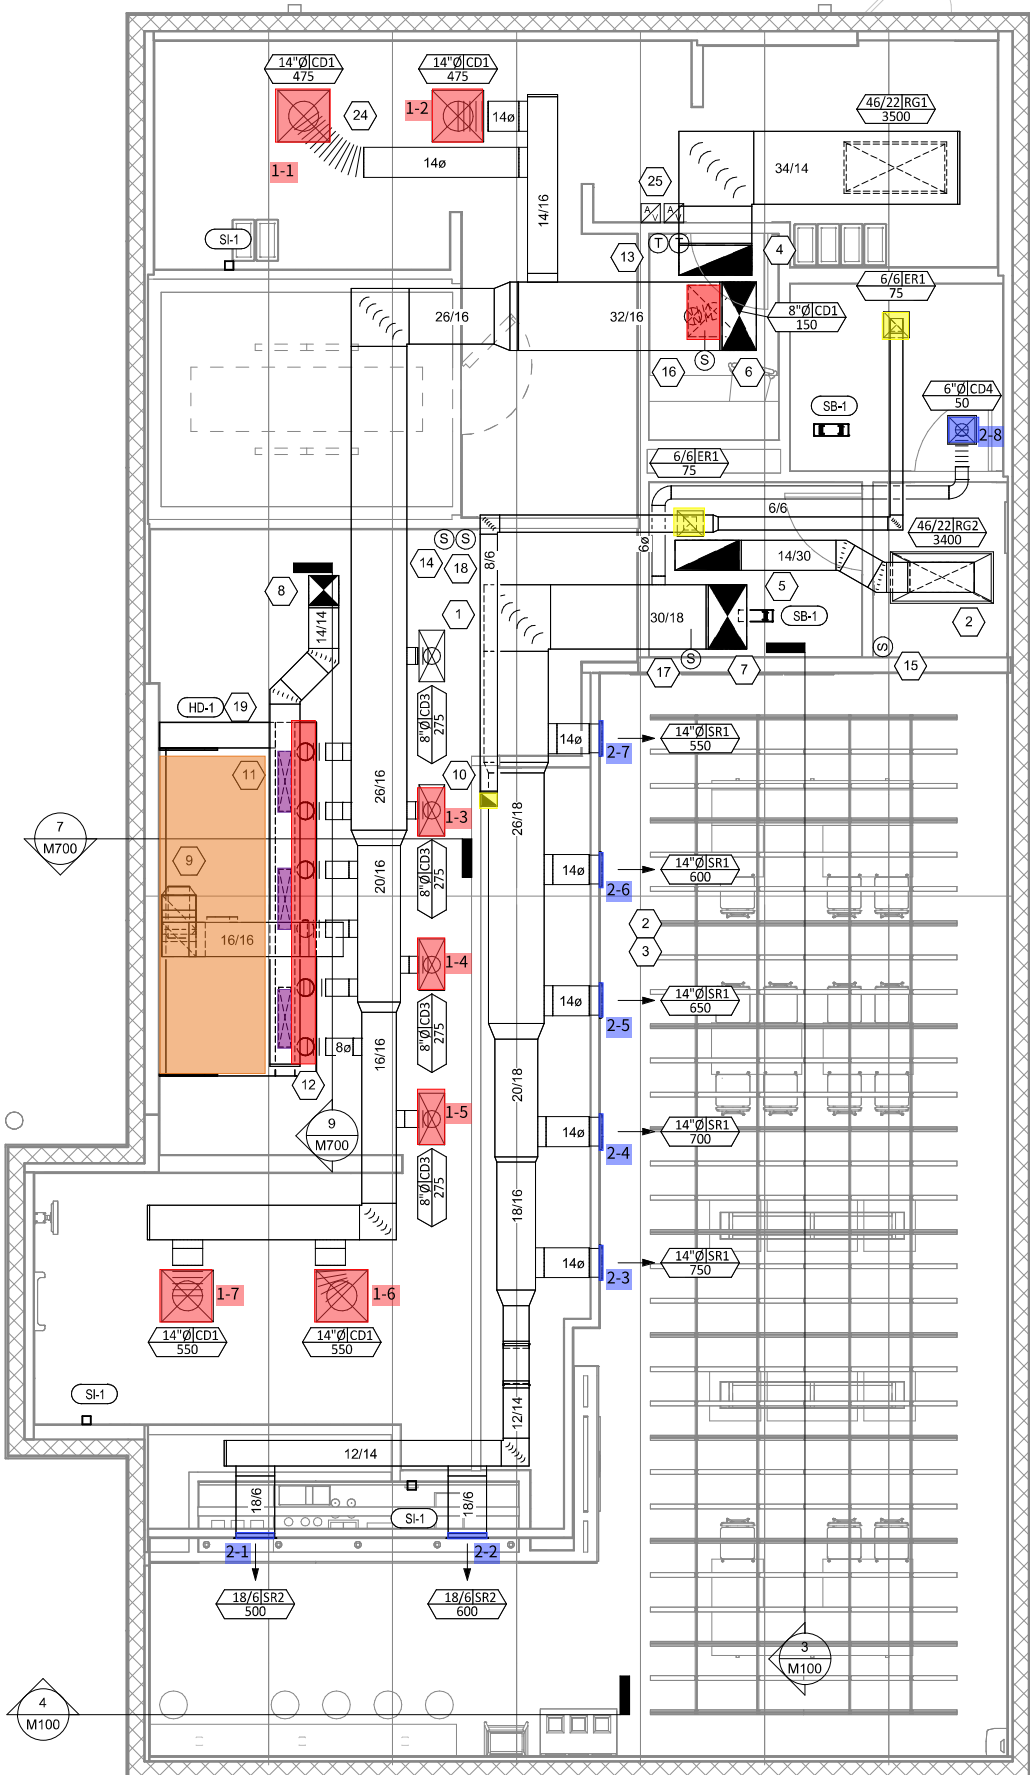 14"Ø CD1
475
14"Ø CD1
475
1-2
14ø
24
46/22 RG1
3500
14ø
34/14
1-1
25
14/16
A
V
A
V
SI-1
T
T
13
4
6/6 ER1
75
26/16
32/16
8"Ø CD1
150
S
16
6
6"Ø CD4
50
SB-1
2-8
6/6 ER1
75
6/6
46/22 RG2
3400
S
S
8/6
6ø
14
18
14/30
8
5
1
14/14
30/18
SB-1
2
S
S
17
7
15
HD-1
19
8"Ø CD3
275
14ø
2-7
14"Ø SR1
550
11
10
26/16
1-3
26/18
7
M700
9
20/16
8"Ø CD3
275
14ø
2-6
14"Ø SR1
600
16/16
2
3
1-4
14ø
2-5
14"Ø SR1
650
8"Ø CD3
275
8ø
16/16
12
20/18
1-5
9
M700
14ø
2-4
14"Ø SR1
700
8"Ø CD3
275
18/16
14ø
2-3
14"Ø SR1
750
1-7
1-6
14"Ø CD1
550
14"Ø CD1
550
SI-1
12/14
12/14
18/6
18/6
SI-1
2-1
2-2
18/6 SR2
500
18/6 SR2
600
3
M100
4
M100